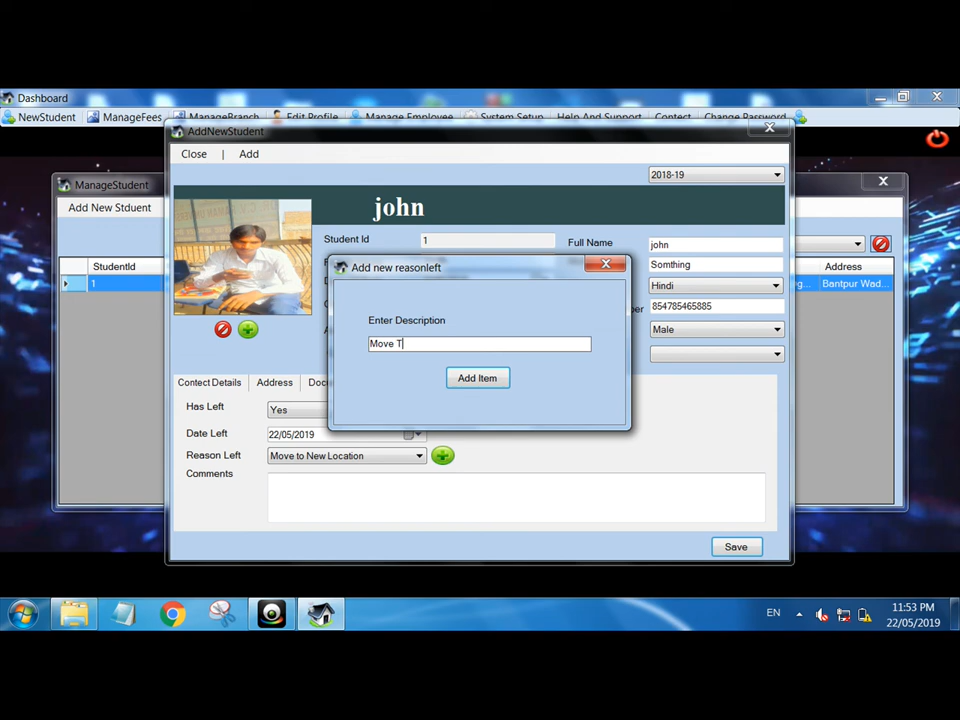 Dashboard
NewStudent ManageFees ManageBranch Edit Profile Manage Employee System Setup Help And Support Contact Change Password
AddNewStudent
Close | Add
2018-19
ManageStudent
Add New Stduent
john
Student Id 1 Full Name john
Somthing
Hindi
854785465885
Male
StudentId Address
1 Bantpur Wad...
Add new reasonleft
Enter Description
Move T
Add Item
Contact Details Address
Has Left Yes
Date Left 22/05/2019
Reason Left Move to New Location
Comments
Save
EN 11:53 PM
22/05/2019